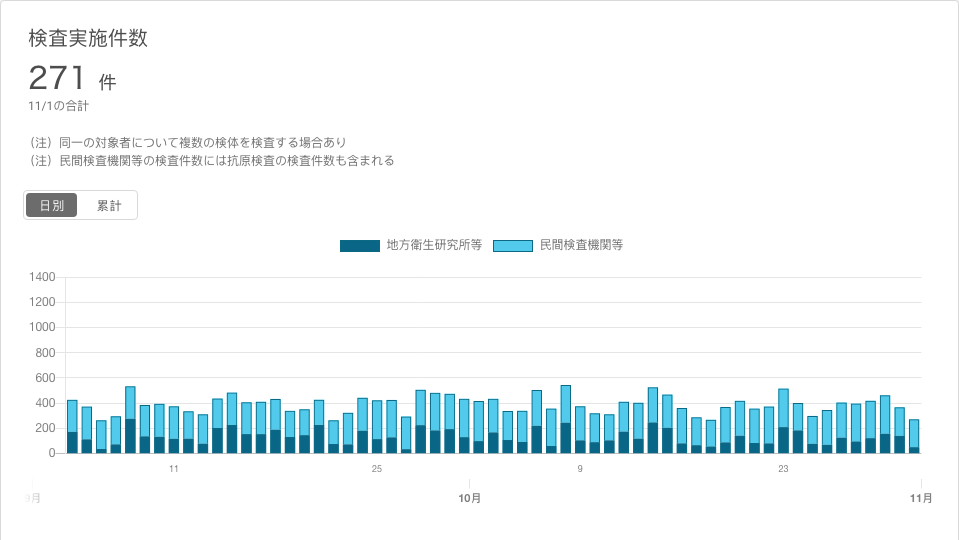 検査実施件数
271 件
11/1の合計
（注）同一の対象者について複数の検体を検査する場合あり
（注）民間検査機関等の検査件数には抗原検査の検査件数も含まれる
日別 累計
地方衛生研究所等 民間検査機関等
1400
1200
1000
800
600
400
200
0
11 25 9 23
9月 10月 11月